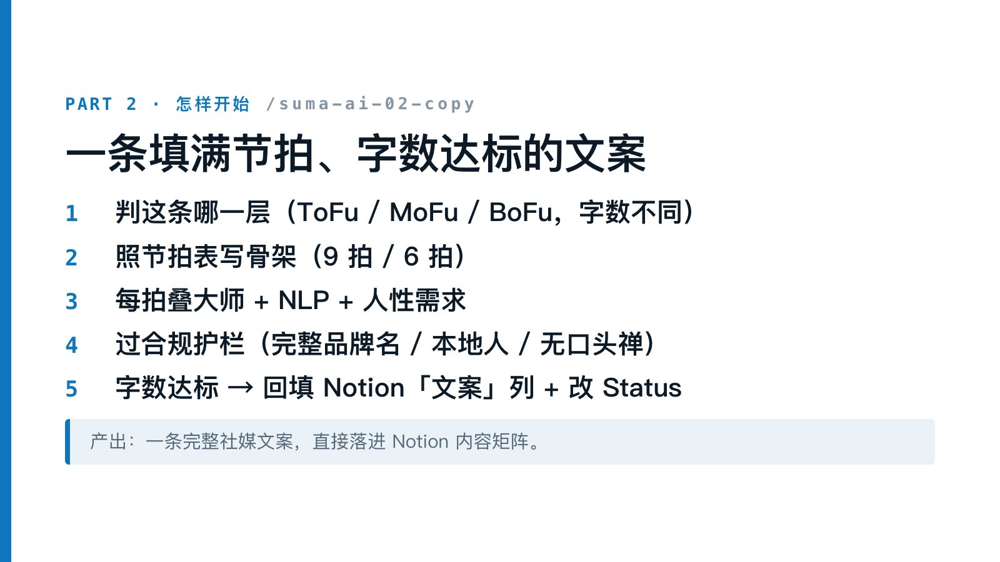 PART 2 · 怎样开始 /suma-ai-02-copy
一条填满节拍、字数达标的文案
1 判这条哪一层（ToFu / MoFu / BoFu，字数不同）
2 照节拍表写骨架（9 拍 / 6 拍）
3 每拍叠大师 + NLP + 人性需求
4 过合规护栏（完整品牌名 / 本地人 / 无口头禅）
5 字数达标 → 回填 Notion「文案」列 + 改 Status
产出：一条完整社媒文案，直接落进 Notion 内容矩阵。